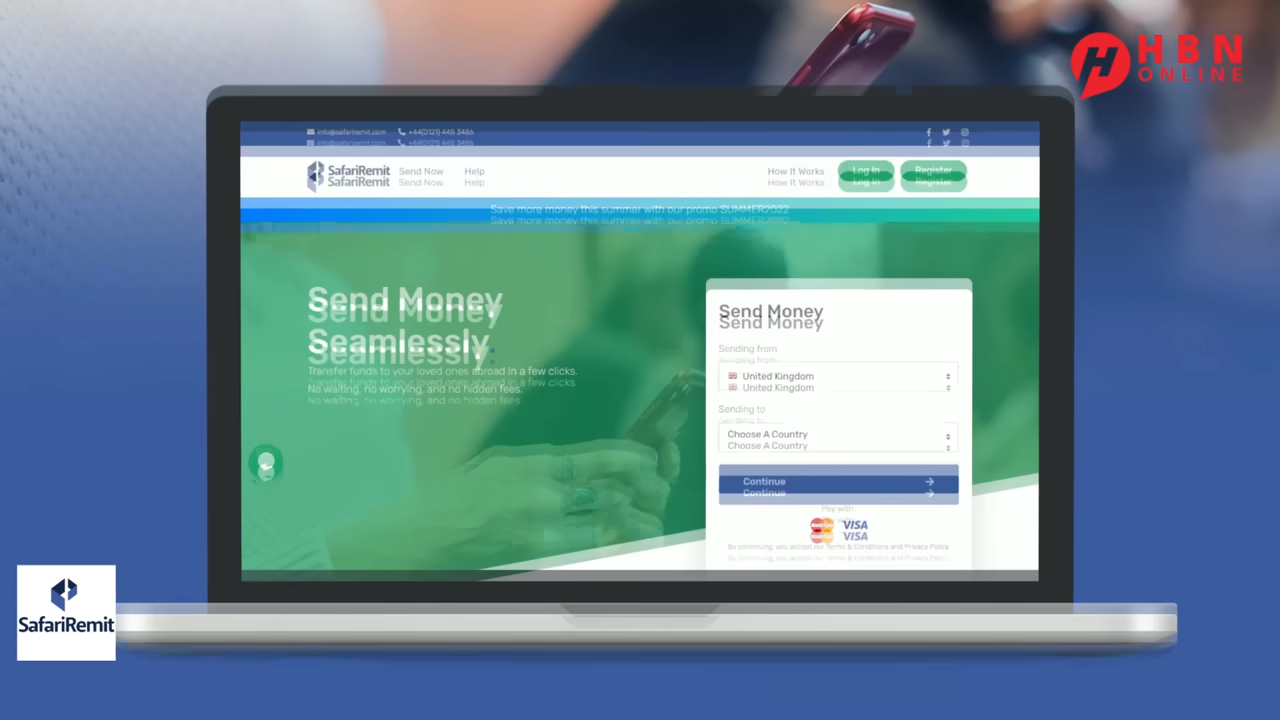 HBN
ONLINE
info@safariremit.com +44(0121) 448 3486
SafariRemit Send Now Help How It Works Log In Register
Save more money this summer with our promo SUMMER2022
Send Money
Seamlessly.
Transfer funds to your loved ones abroad in a few clicks.
No waiting, no worrying, and no hidden fees.
Send Money
Sending from
United Kingdom
Sending to
Choose A Country
Continue
Pay with:
VISA
By continuing, you accept our Terms & Conditions and Privacy Policy
SafariRemit